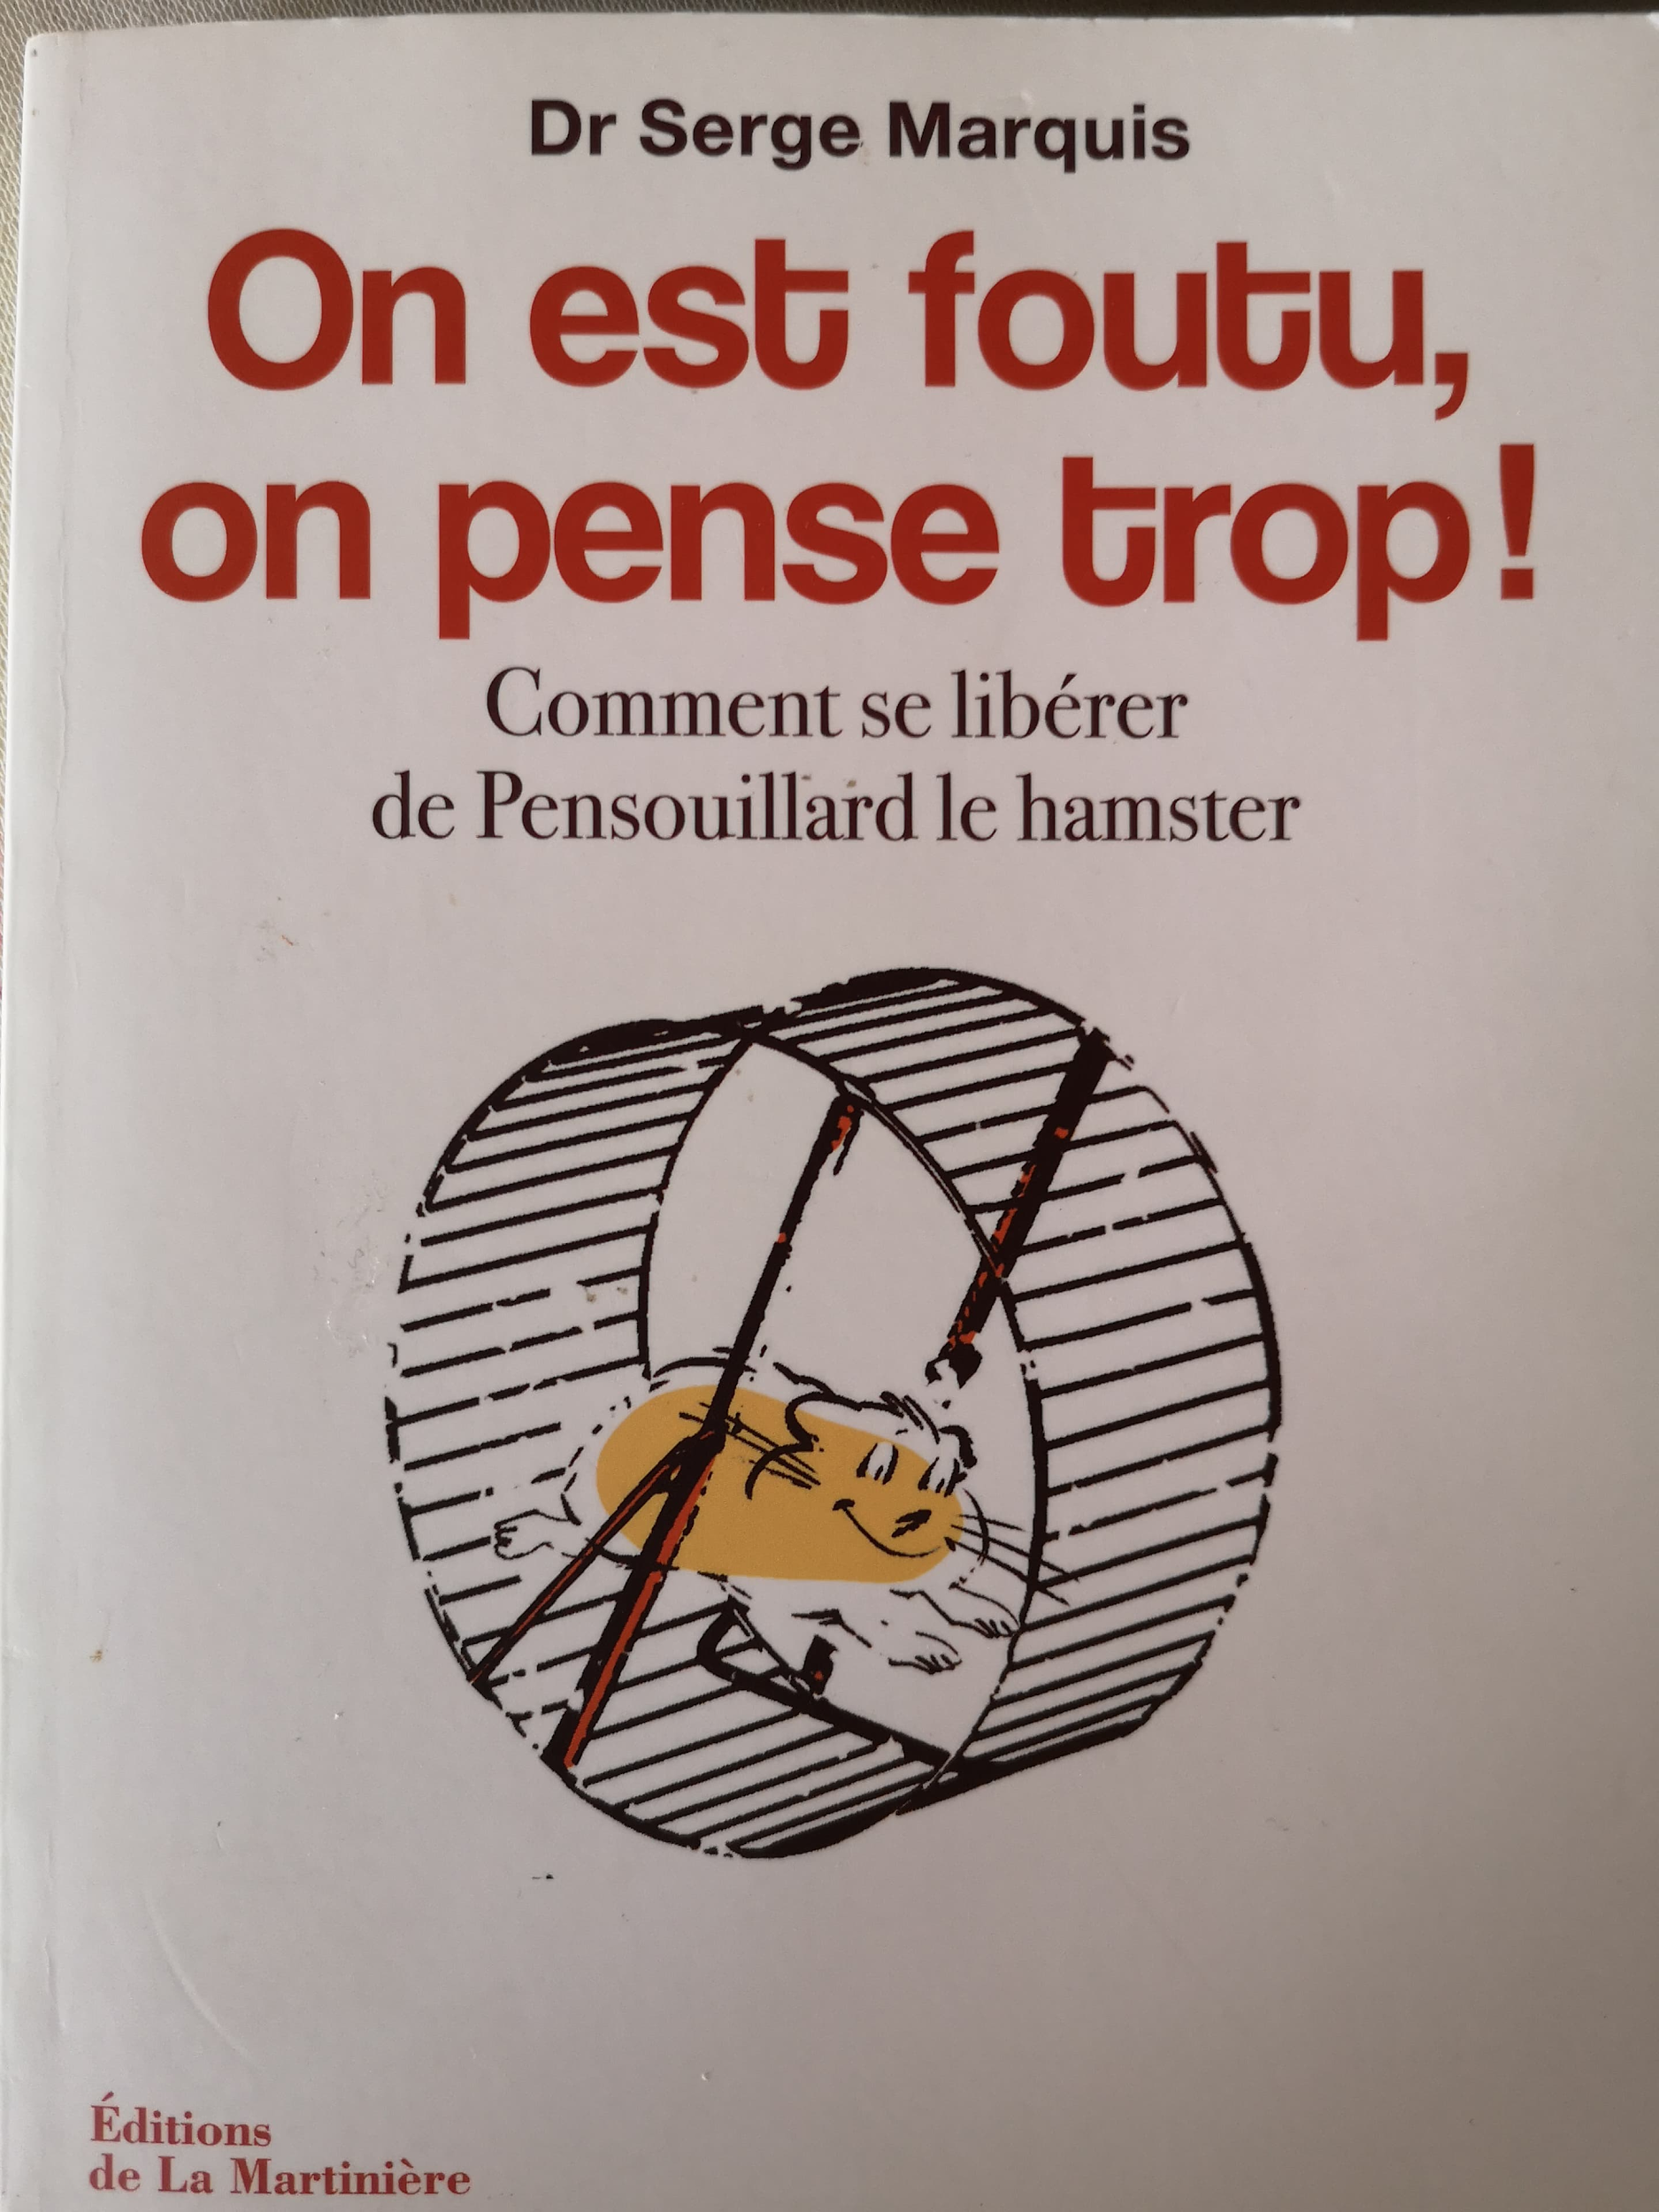 Dr Serge Marquis
On est foutu,
on pense trop !
Comment se libérer
de Pensouillard le hamster
Éditions
de La Martinière